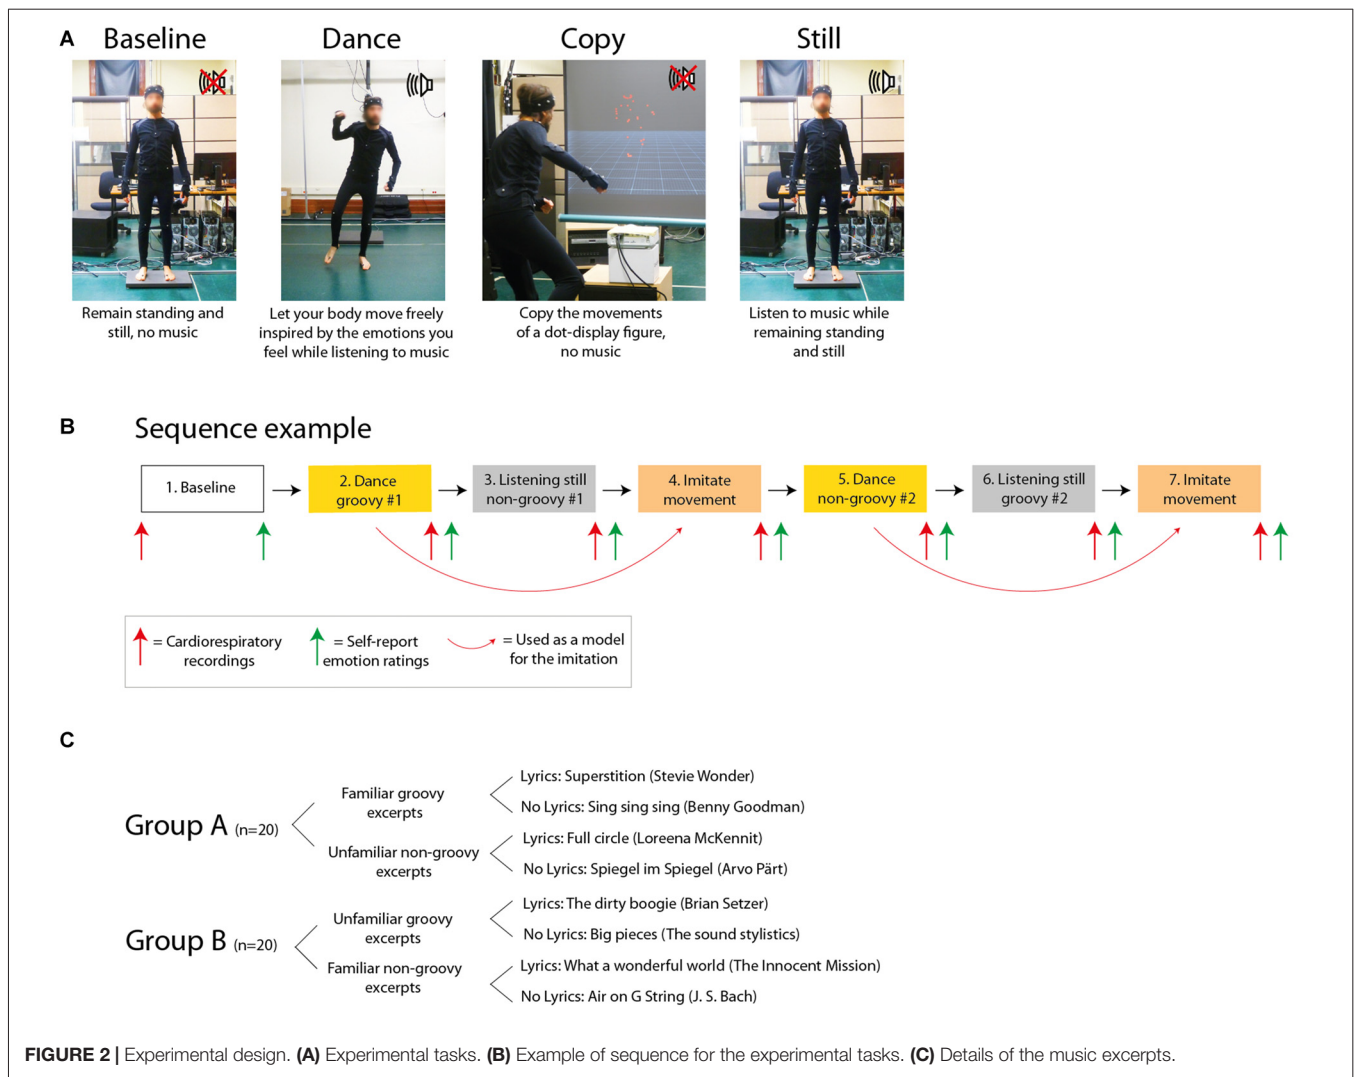 A
Baseline
Dance
Copy
Still
Remain standing and
still, no music
Let your body move freely
inspired by the emotions you
feel while listening to music
Copy the movements
of a dot-display figure,
no music
Listen to music while
remaining standing
and still
B
Sequence example
1. Baseline
2. Dance
groovy #1
3. Listening still
non-groovy #1
4. Imitate
movement
5. Dance
non-groovy #2
6. Listening still
groovy #2
7. Imitate
movement
= Cardiorespiratory
recordings
= Self-report
emotion ratings
= Used as a model
for the imitation
C
Group A (n=20)
Familiar groovy
excerpts
Lyrics: Superstition (Stevie Wonder)
No Lyrics: Sing sing sing (Benny Goodman)
Unfamiliar non-groovy
excerpts
Lyrics: Full circle (Loreena McKennit)
No Lyrics: Spiegel im Spiegel (Arvo Pärt)
Group B (n=20)
Unfamiliar groovy
excerpts
Lyrics: The dirty boogie (Brian Setzer)
No Lyrics: Big pieces (The sound stylistics)
Familiar non-groovy
excerpts
Lyrics: What a wonderful world (The Innocent Mission)
No Lyrics: Air on G String (J. S. Bach)
FIGURE 2 | Experimental design. (A) Experimental tasks. (B) Example of sequence for the experimental tasks. (C) Details of the music excerpts.